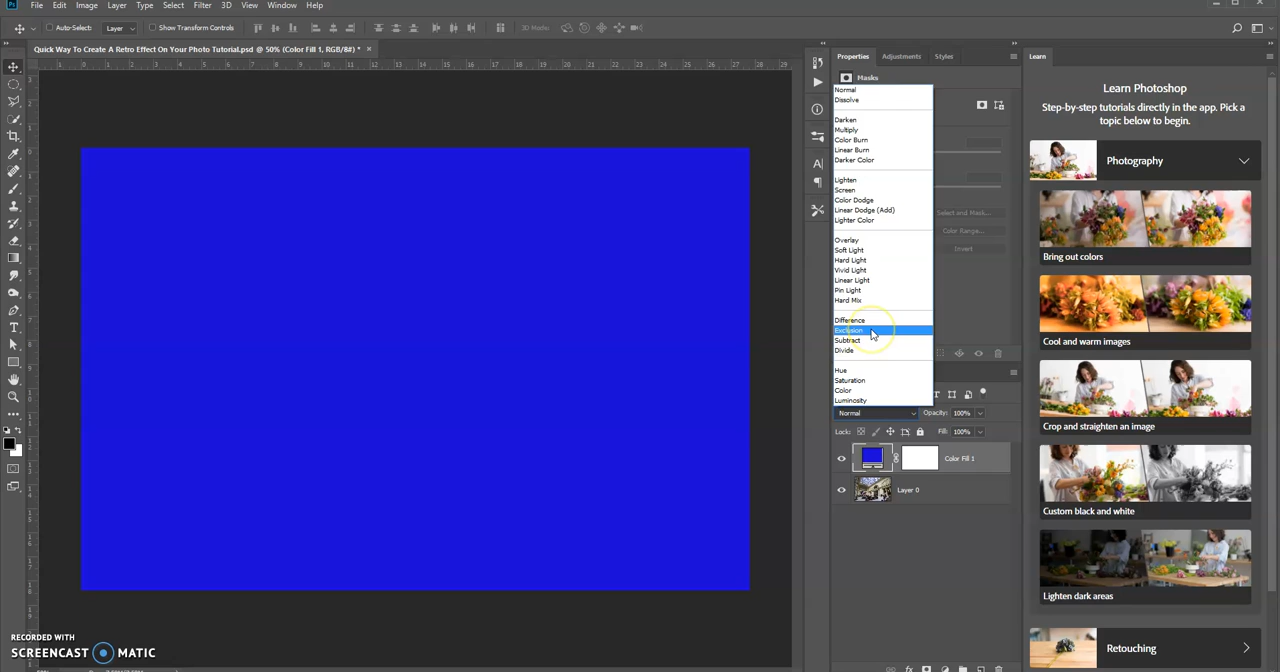 Ps File Edit Image Layer Type Select Filter 3D View Window Help
Auto-Select: Layer Show Transform Controls 3D Mode:
Quick Way To Create A Retro Effect On Your Photo Tutorial.psd @ 50% (Color Fill 1, RGB/8#) * ×
Properties Adjustments Styles
Masks
Normal
Dissolve
Darken
Multiply
Color Burn
Linear Burn
Darker Color
Lighten
Screen
Color Dodge
Linear Dodge (Add)
Lighter Color
Overlay
Soft Light
Hard Light
Vivid Light
Linear Light
Pin Light
Hard Mix
Difference
Exclusion
Subtract
Divide
Hue
Saturation
Color
Luminosity
Select and Mask...
Color Range...
Invert
Normal Opacity: 100%
Lock: Fill: 100%
Color Fill 1
Layer 0
fx
Learn
Learn Photoshop
Step-by-step tutorials directly in the app. Pick a
topic below to begin.
Photography
Bring out colors
Cool and warm images
Crop and straighten an image
Custom black and white
Lighten dark areas
Retouching
RECORDED WITH
SCREENCAST MATIC